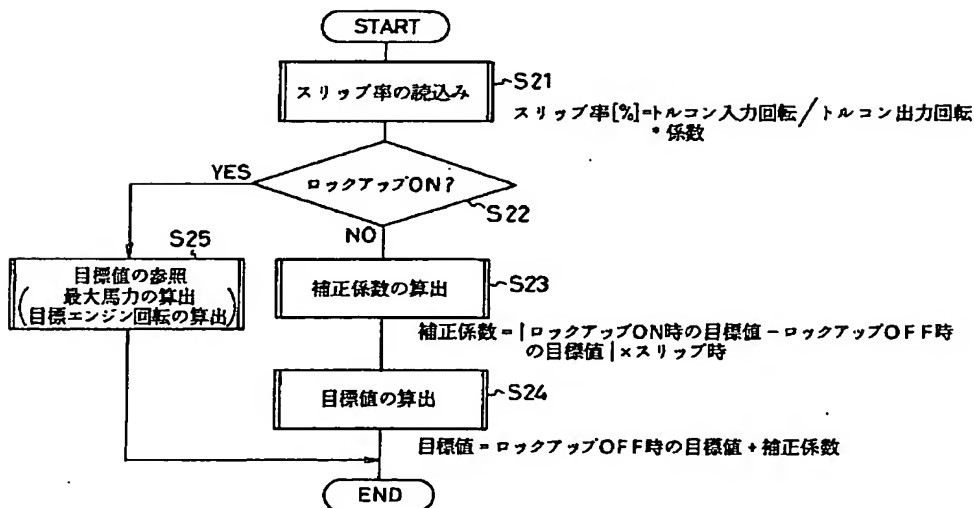 START
スリップ率の読込み
S21
スリップ率[%]=トルコン入力回転/トルコン出力回転
*係数
YES
ロックアップON?
S22
NO
S25
目標値の参照
(最大馬力の算出
目標エンジン回転の算出)
補正係数の算出
S23
補正係数=|ロックアップON時の目標値-ロックアップOFF時
の目標値|×スリップ時
目標値の算出
S24
目標値=ロックアップOFF時の目標値+補正係数
END